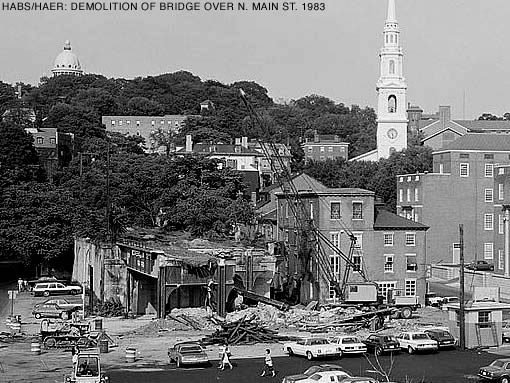 HABS/HAER: DEMOLITION OF BRIDGE OVER N. MAIN ST. 1983